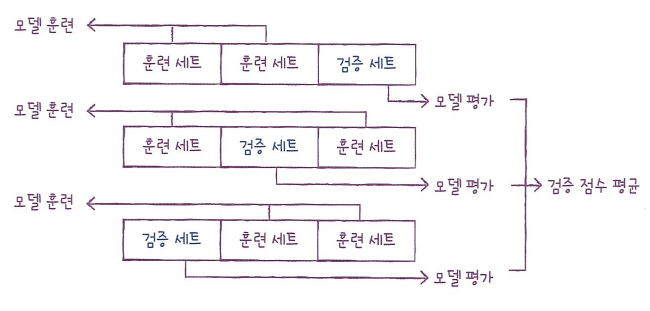 모델 훈련
훈련 세트 훈련 세트 검증 세트
모델 평가
모델 훈련
훈련 세트 검증 세트 훈련 세트
모델 평가
검증 점수 평균
모델 훈련
검증 세트 훈련 세트 훈련 세트
모델 평가